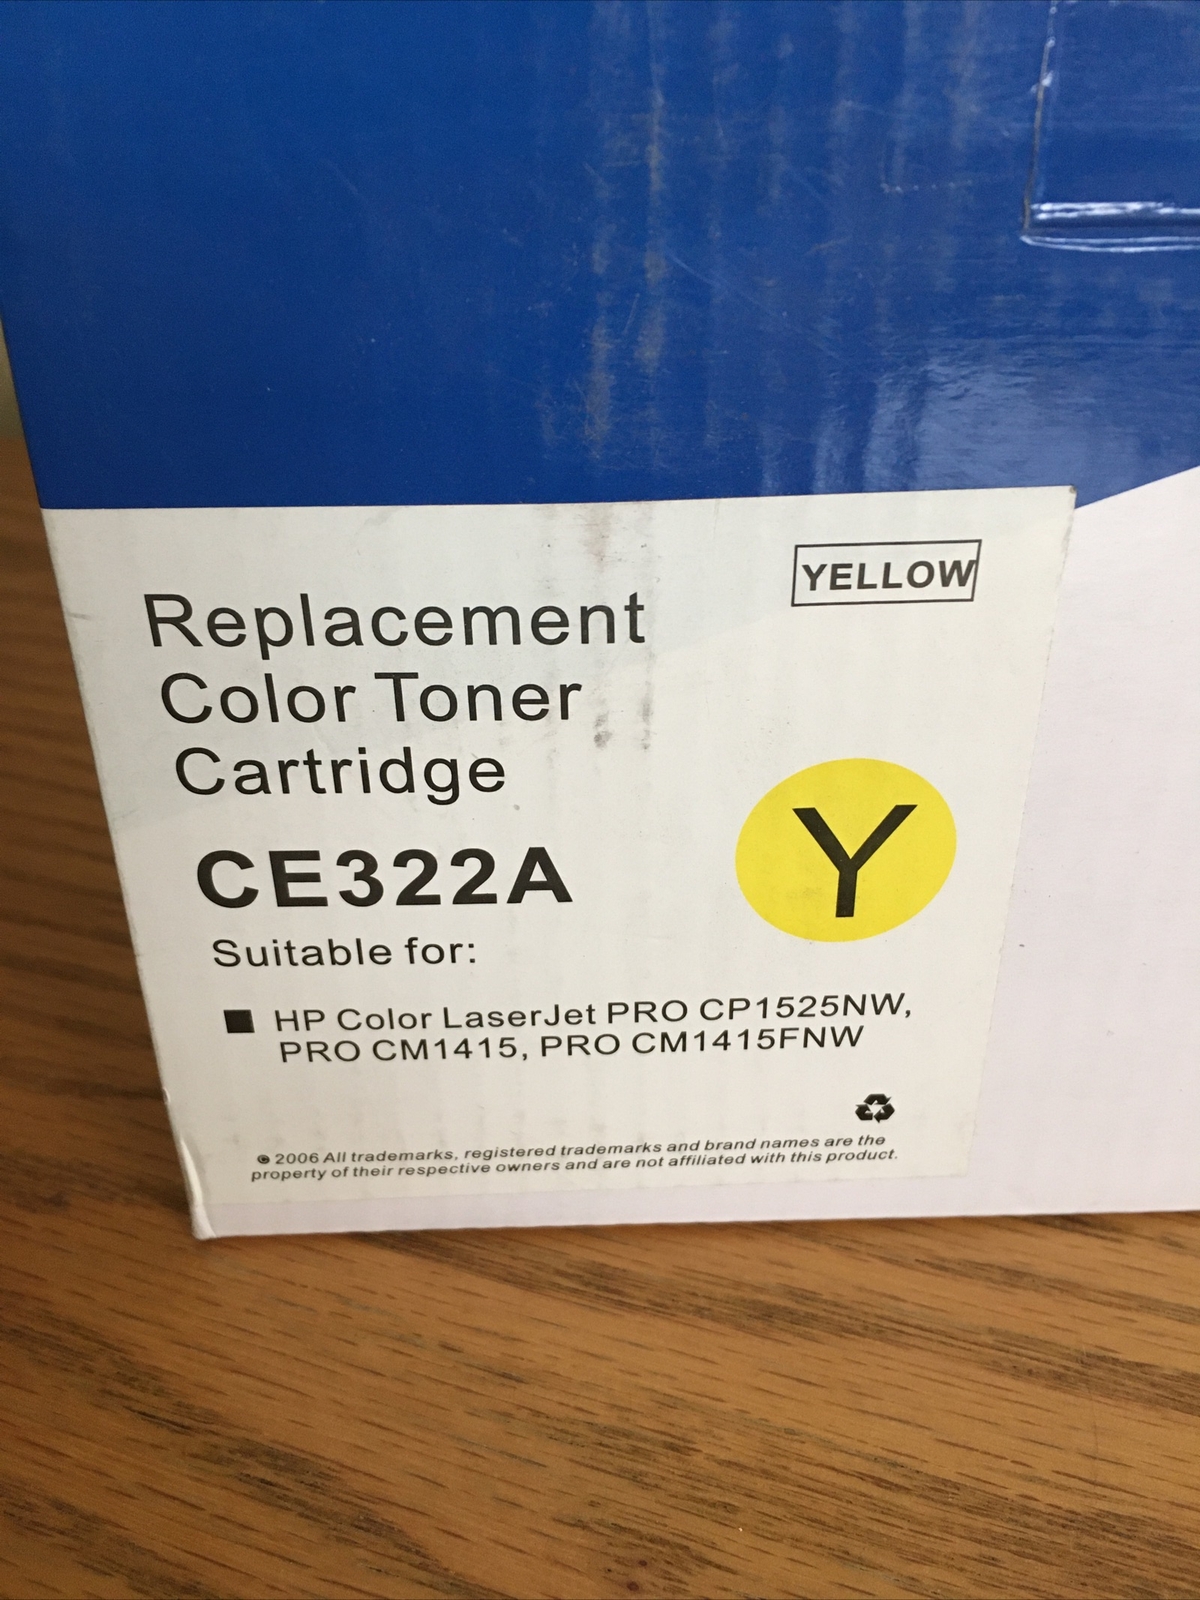 YELLOW
Replacement
Color Toner
Cartridge
CE322A
Y
Suitable for:
■ HP Color LaserJet PRO CP1525NW,
PRO CM1415, PRO CM1415FNW
© 2006 All trademarks, registered trademarks and brand names are the
property of their respective owners and are not affiliated with this product.